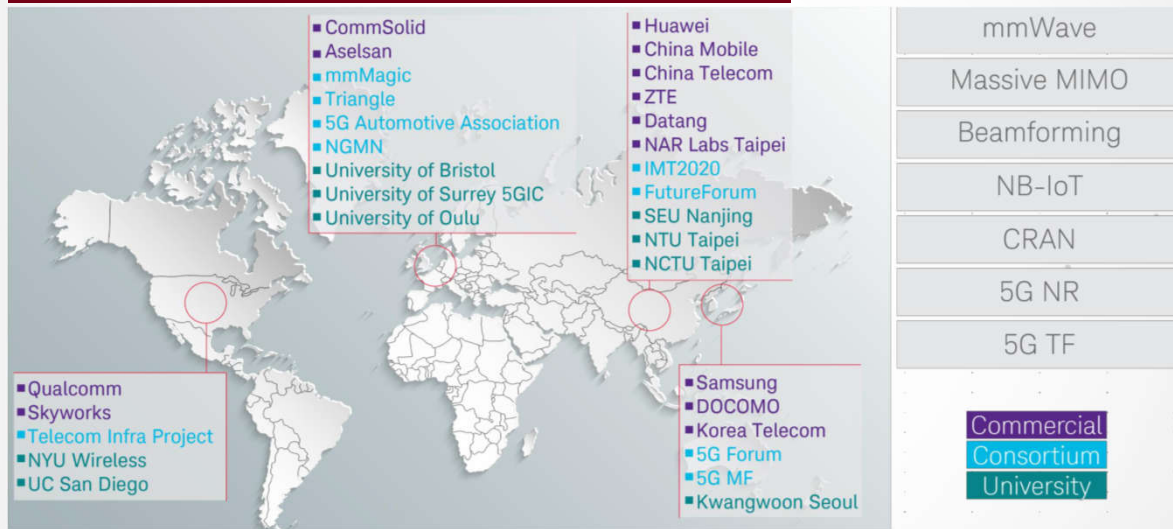 CommSolid
Aselsan
mmMagic
Triangle
5G Automotive Association
NGMN
University of Bristol
University of Surrey 5GIC
University of Oulu
Huawei
China Mobile
China Telecom
ZTE
Datang
NAR Labs Taipei
IMT2020
FutureForum
SEU Nanjing
NTU Taipei
NCTU Taipei
Qualcomm
Skyworks
Telecom Infra Project
NYU Wireless
UC San Diego
Samsung
DOCOMO
Korea Telecom
5G Forum
5G MF
Kwangwoon Seoul
mmWave
Massive MIMO
Beamforming
NB-IoT
CRAN
5G NR
5G TF
Commercial
Consortium
University